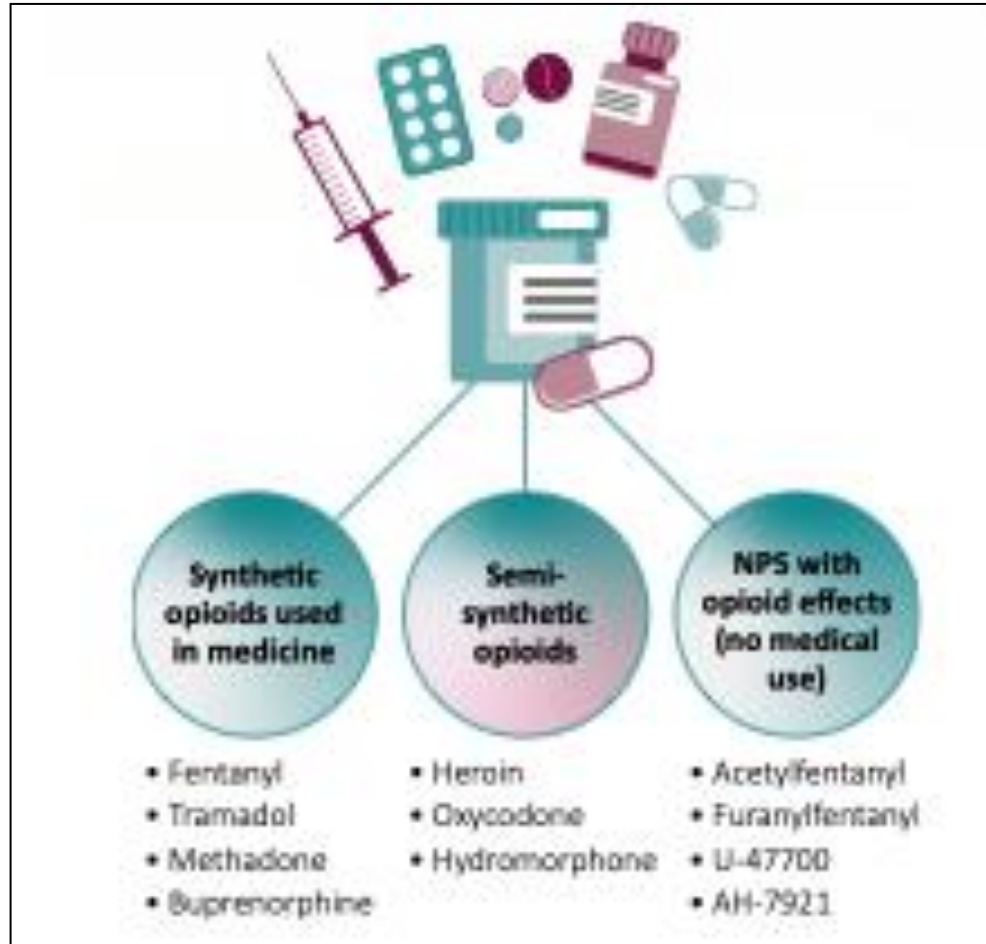 Synthetic
opioids used
in medicine
• Fentanyl
• Tramadol
• Methadone
• Buprenorphine
Semi-
synthetic
opioids
• Heroin
• Oxycodone
• Hydromorphone
NPS with
opioid effects
(no medical
use)
• Acetylfentanyl
• Furanylfentanyl
• U-47700
• AH-7921